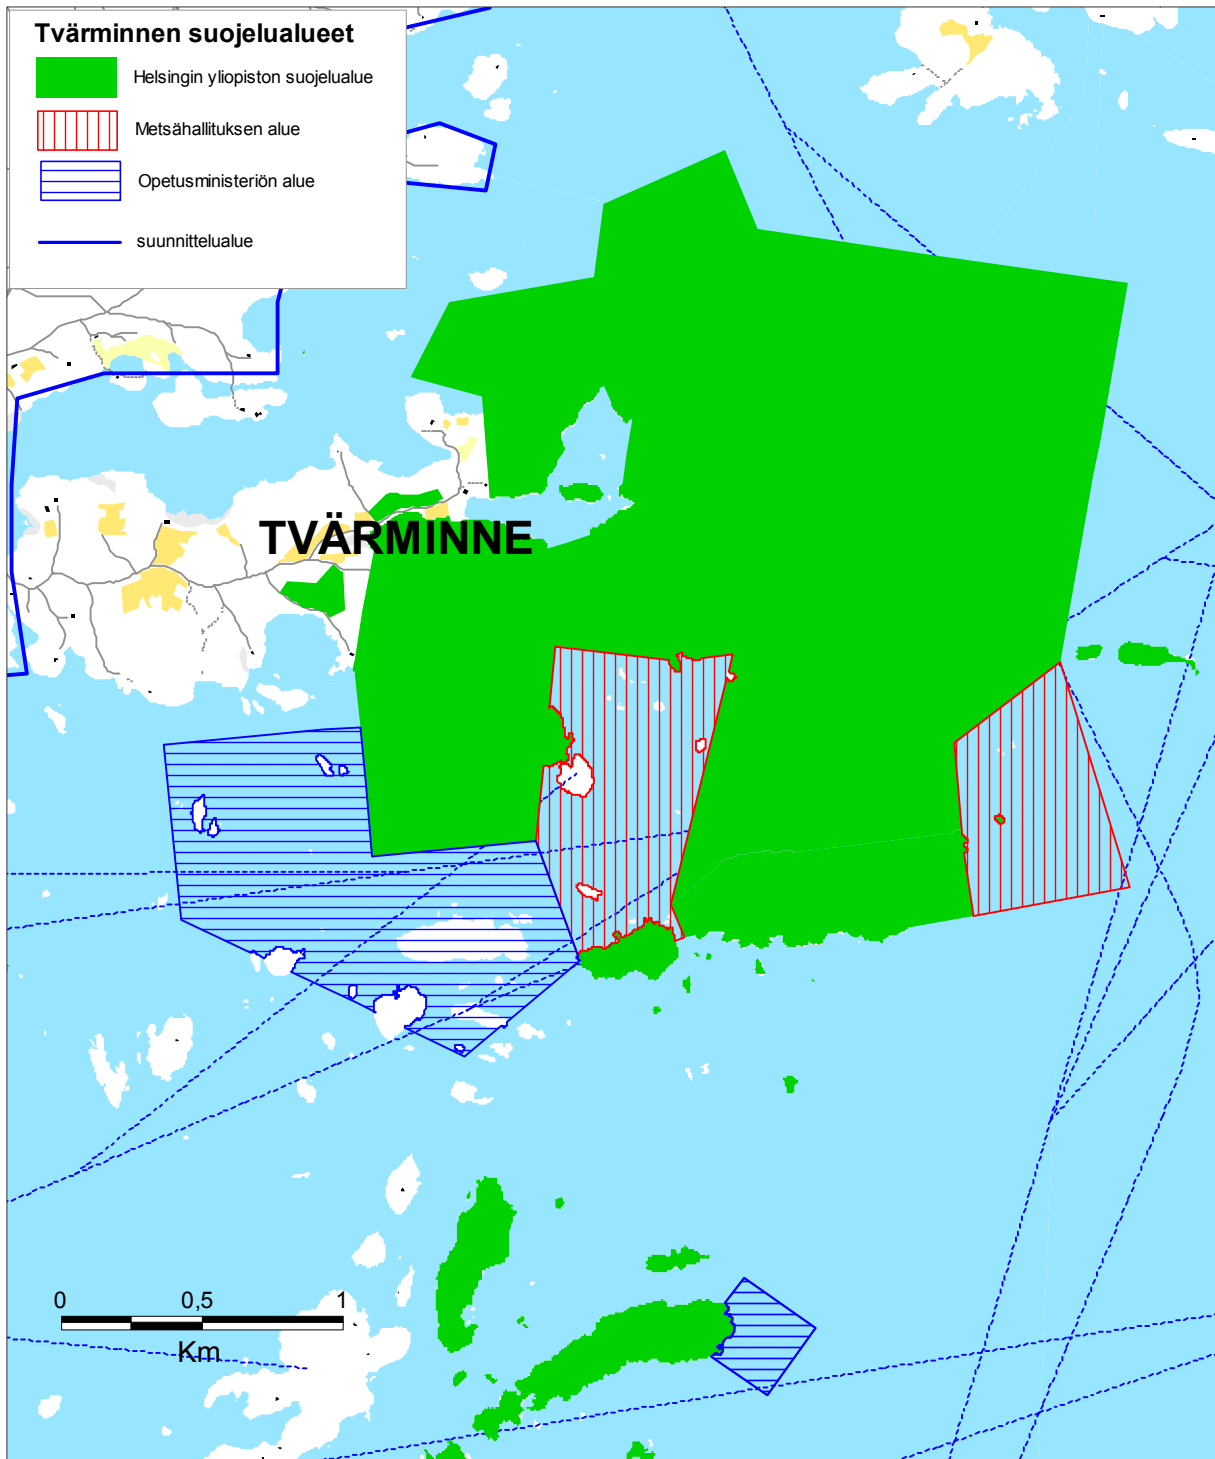 Tvärminnen suojelualueet
Helsingin yliopiston suojelualue
Metsähallituksen alue
Opetusministeriön alue
suunnittelualue
TVÄRMINNE
0 0,5 1
Km